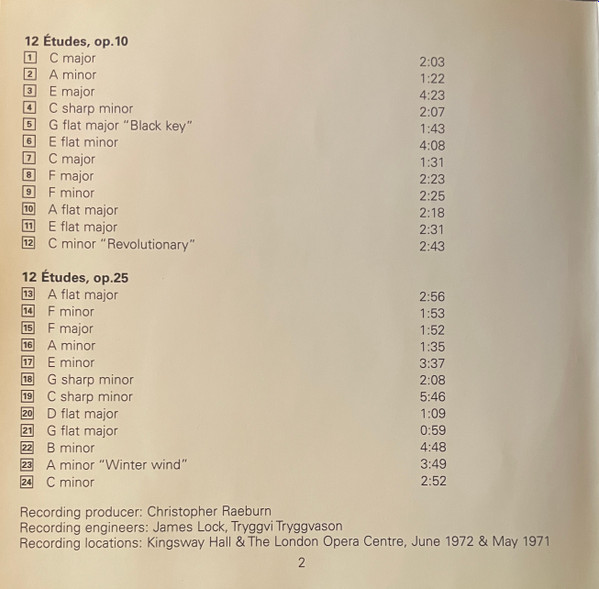 12 Études, op.10
1 C major 2:03
2 A minor 1:22
3 E major 4:23
4 C sharp minor 2:07
5 G flat major “Black key” 1:43
6 E flat minor 4:08
7 C major 1:31
8 F major 2:23
9 F minor 2:25
10 A flat major 2:18
11 E flat major 2:31
12 C minor “Revolutionary” 2:43
12 Études, op.25
13 A flat major 2:56
14 F minor 1:53
15 F major 1:52
16 A minor 1:35
17 E minor 3:37
18 G sharp minor 2:08
19 C sharp minor 5:46
20 D flat major 1:09
21 G flat major 0:59
22 B minor 4:48
23 A minor “Winter wind” 3:49
24 C minor 2:52
Recording producer: Christopher Raeburn
Recording engineers: James Lock, Tryggvi Tryggvason
Recording locations: Kingsway Hall & The London Opera Centre, June 1972 & May 1971
2